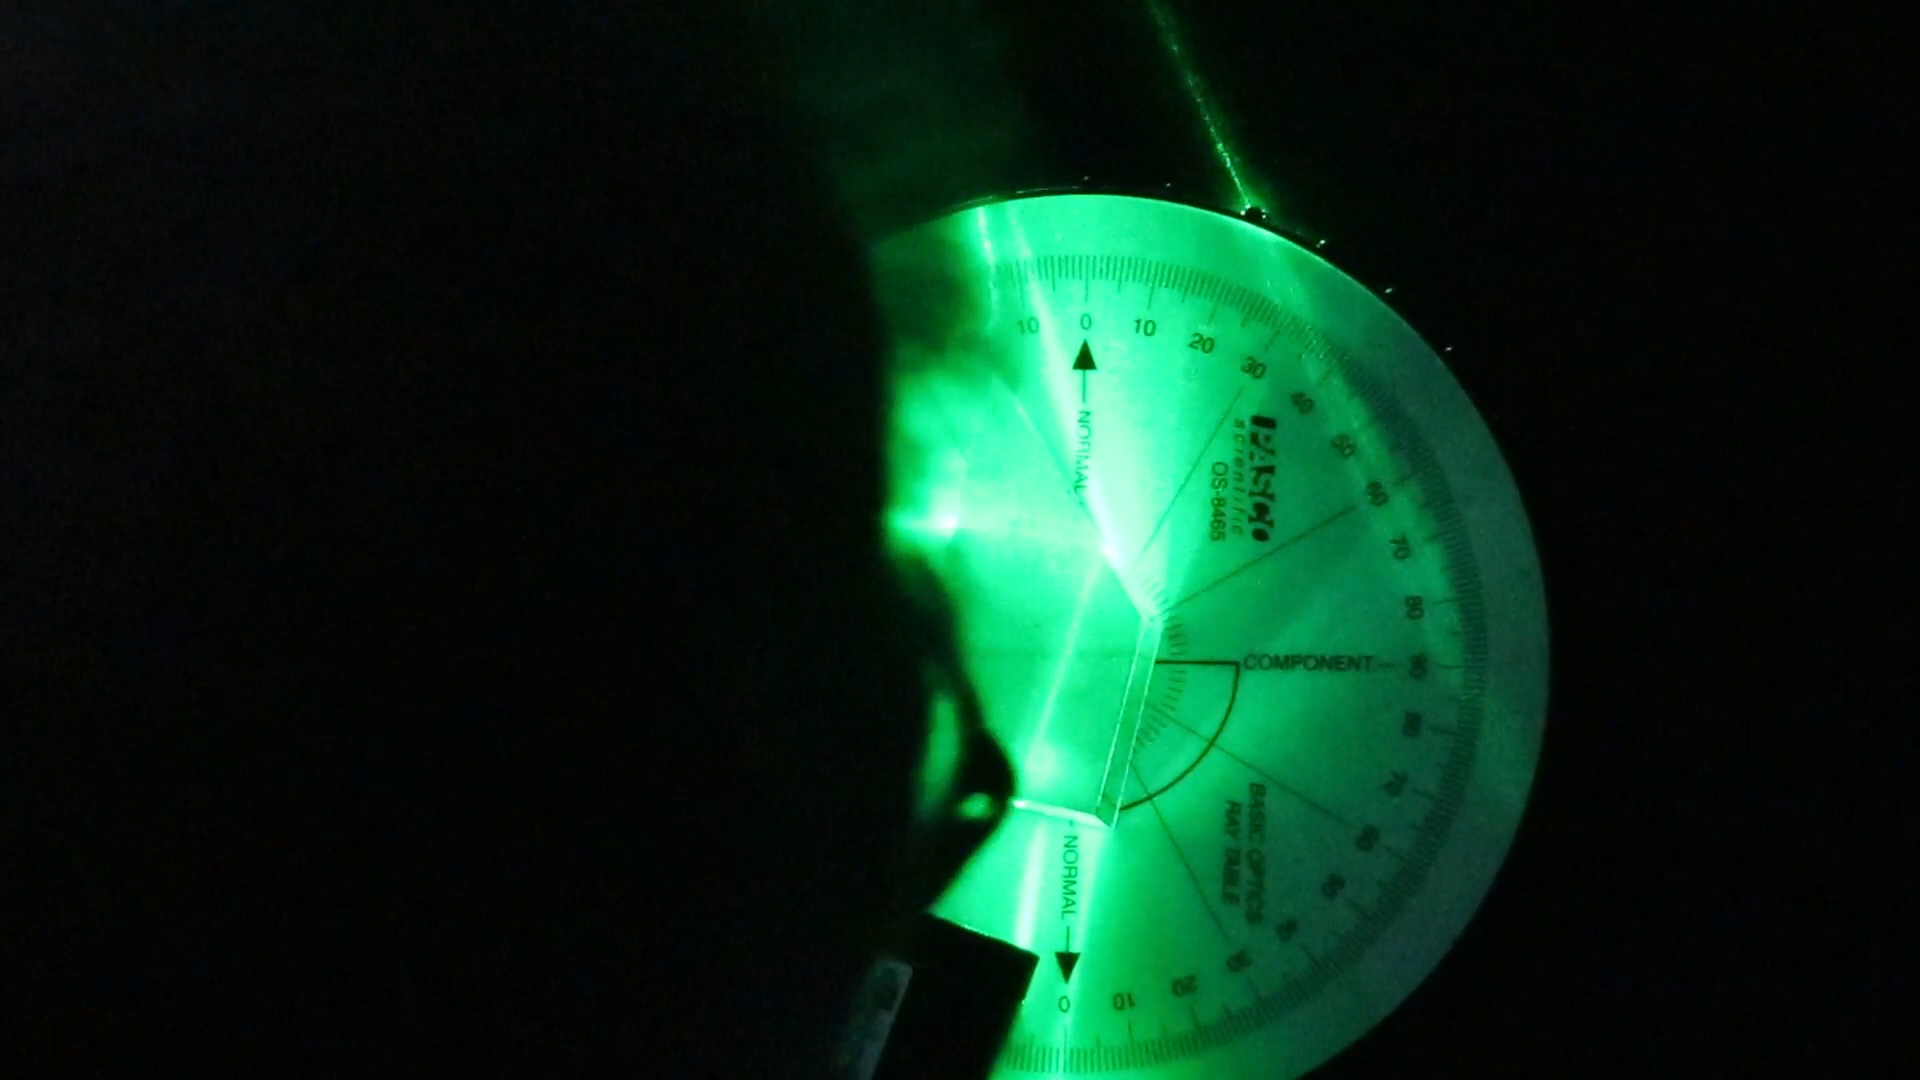 10 0 10 20 30 40 50 60 70 80 90 80 70 60 50 40 30 20 10 0
NORMAL
PASCO
scientific
OS-8465
COMPONENT
BASIC OPTICS
RAY TABLE
NORMAL